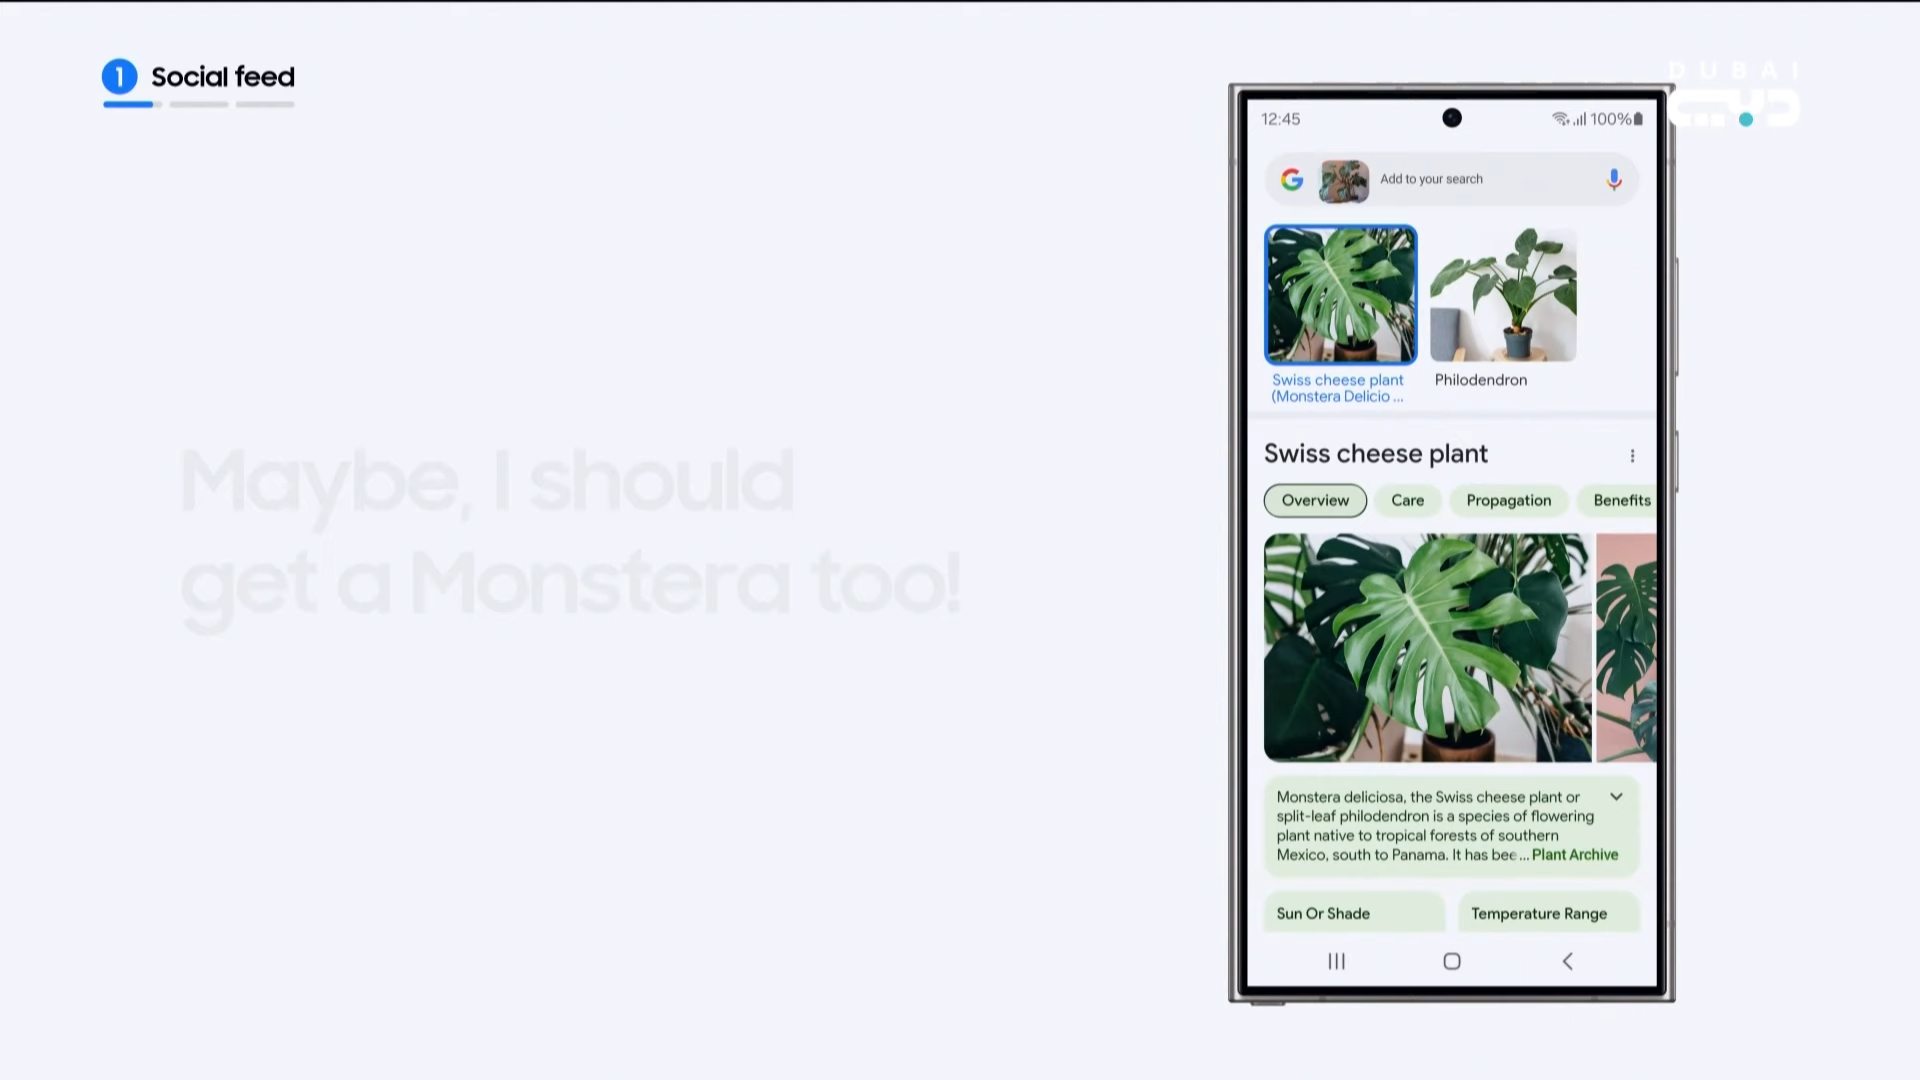 1 Social feed
DUBAI
دبي
12:45
100%
Add to your search
Swiss cheese plant
(Monstera Delicio ...
Philodendron
Maybe, I should
get a Monstera too!
Swiss cheese plant
Overview
Care
Propagation
Benefits
Monstera deliciosa, the Swiss cheese plant or
split-leaf philodendron is a species of flowering
plant native to tropical forests of southern
Mexico, south to Panama. It has bee ... Plant Archive
Sun Or Shade
Temperature Range